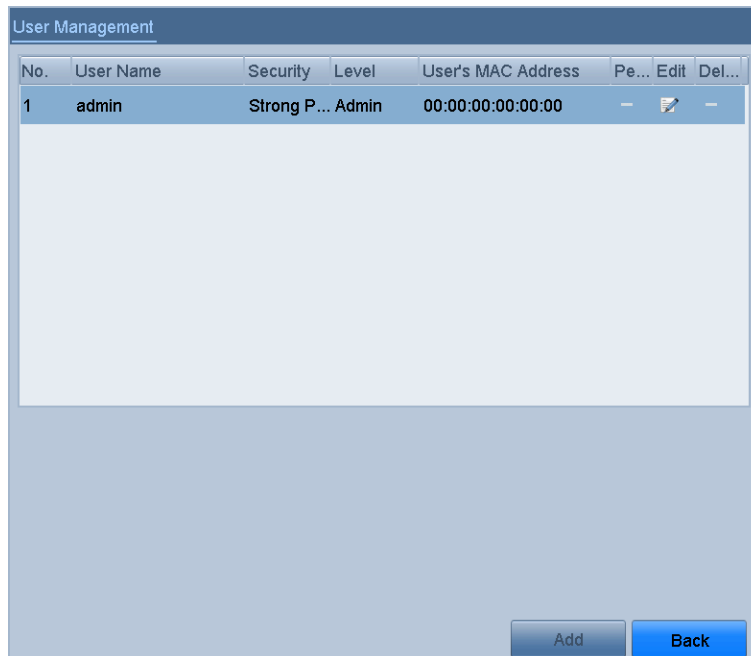 User Management
No. User Name Security Level User's MAC Address Pe... Edit Del...
1 admin Strong P... Admin 00:00:00:00:00:00 – –
Add Back